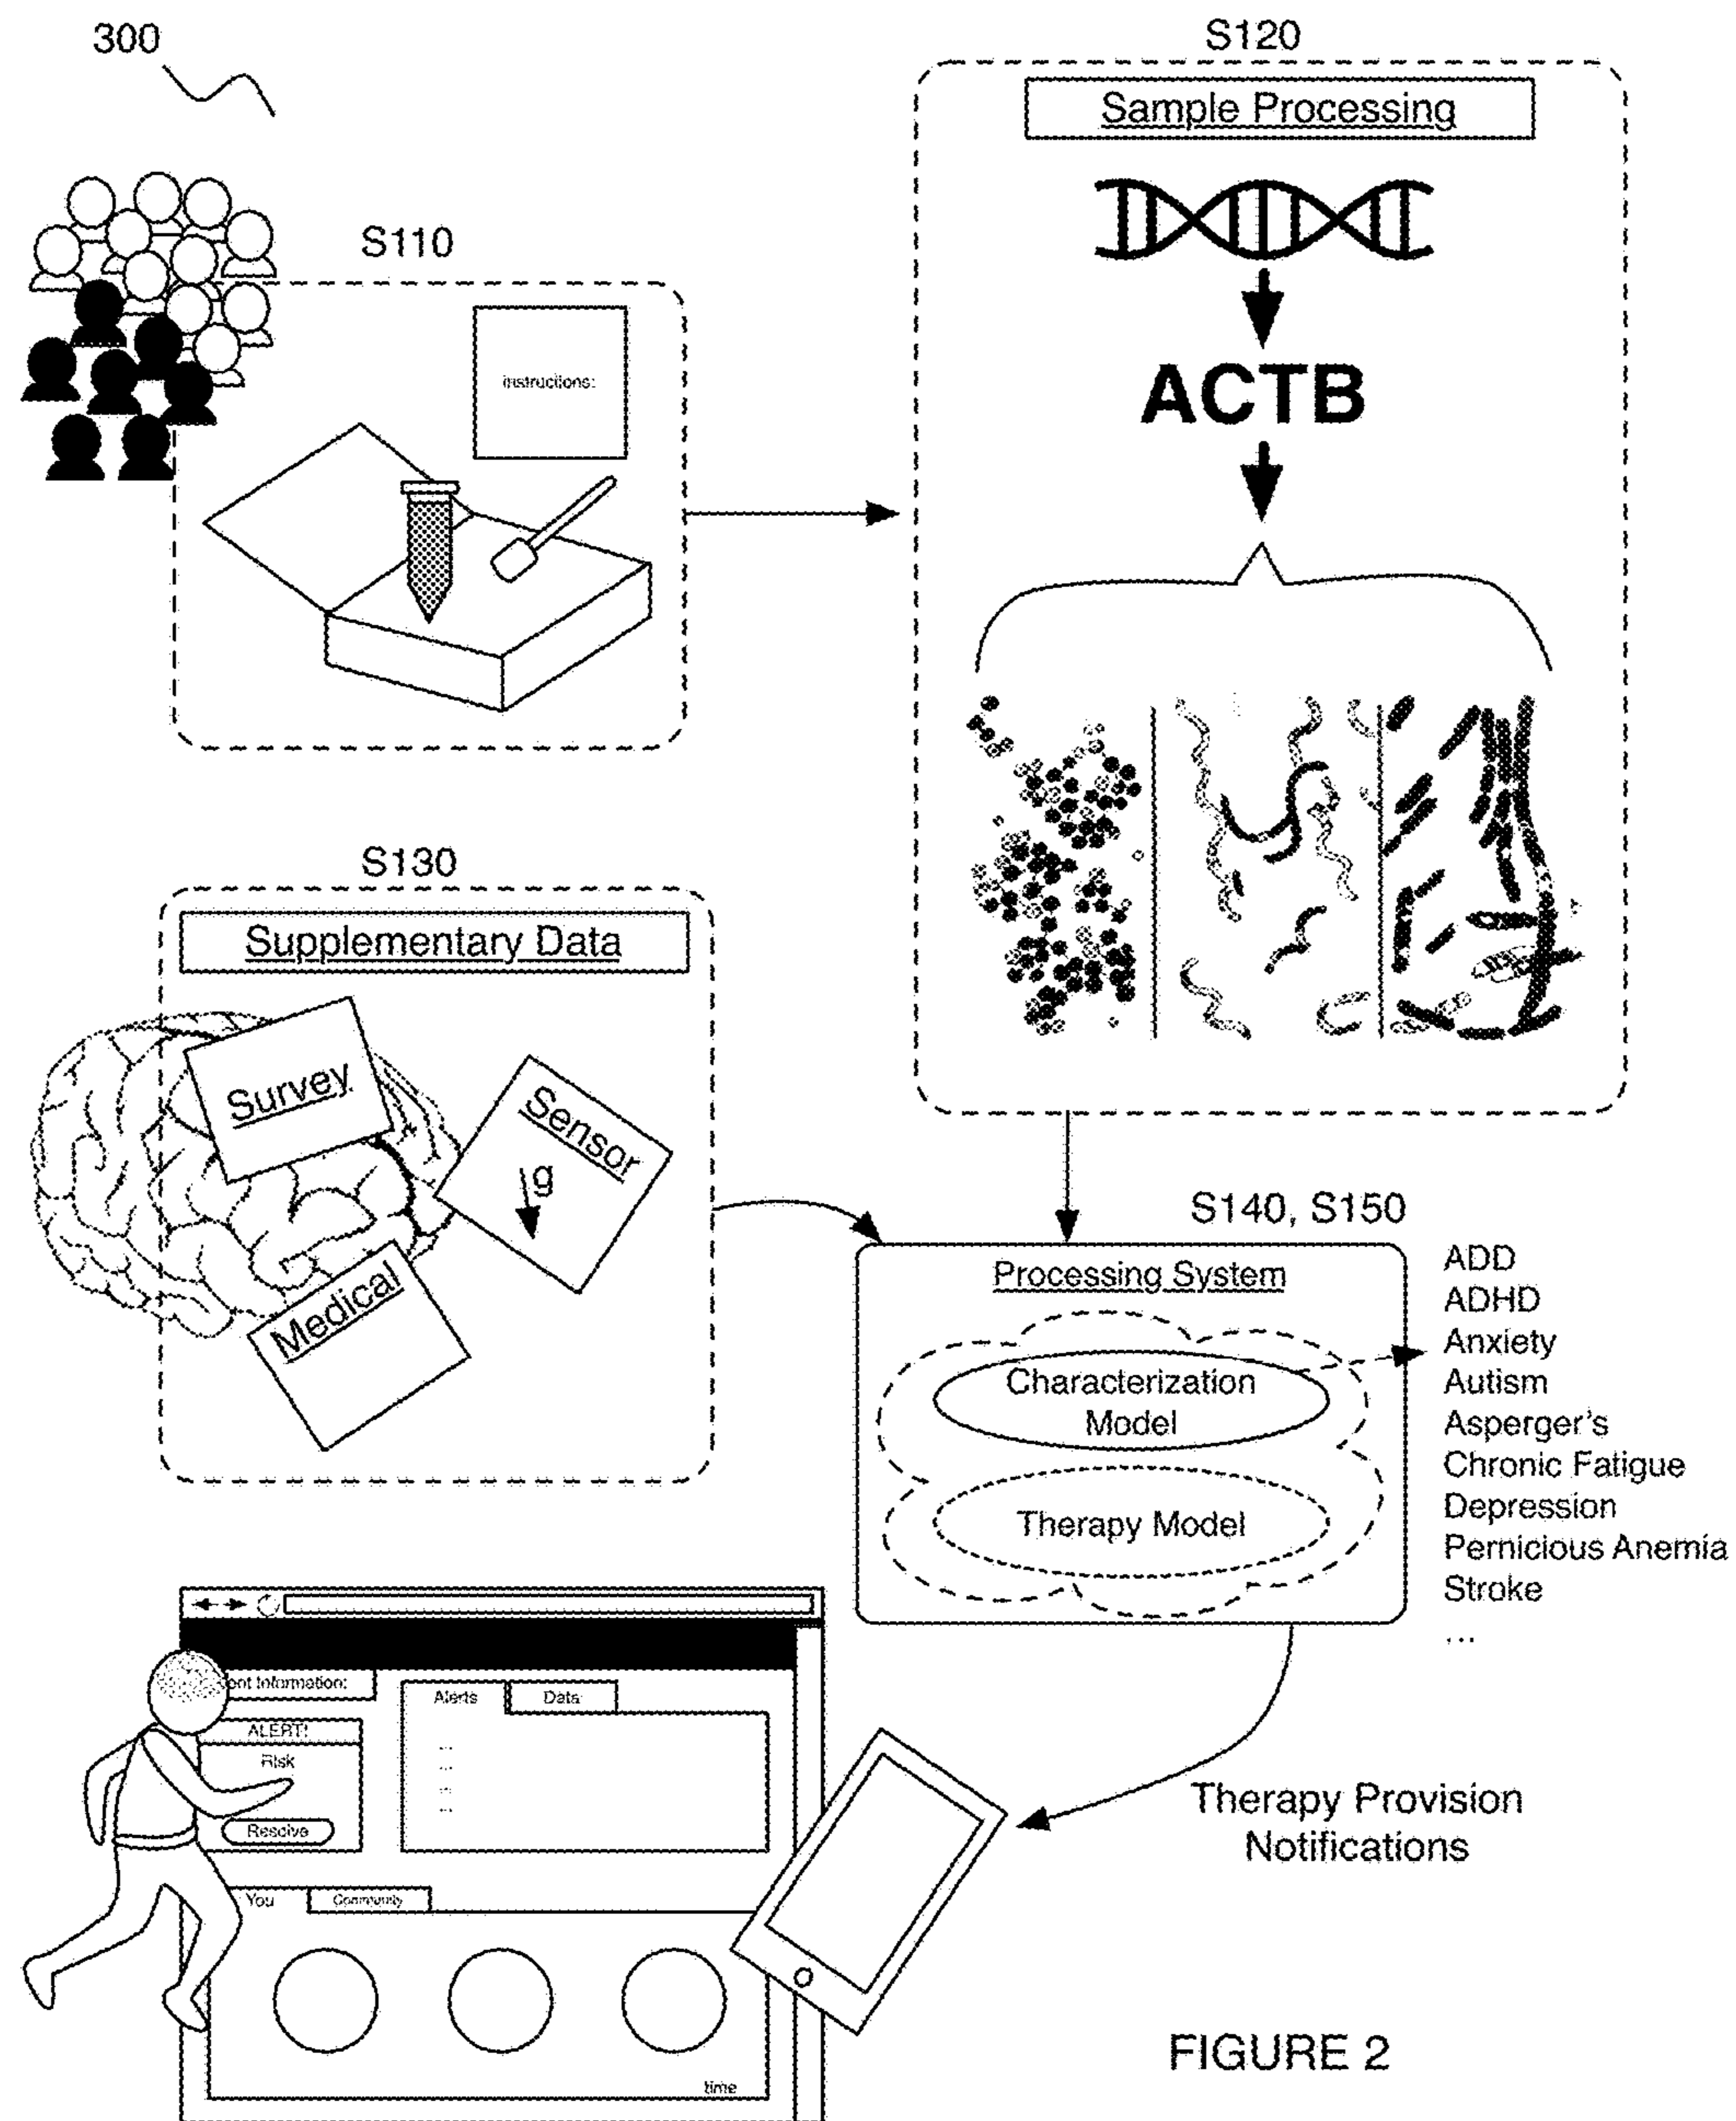 300
S110
instructions:
S120
Sample Processing
ACTB
S130
Supplementary Data
Survey
Sensor
g
Medical
S140, S150
Processing System
Characterization
Model
Therapy Model
ADD
ADHD
Anxiety
Autism
Asperger's
Chronic Fatigue
Depression
Pernicious Anemia
Stroke
...
ent Information:
ALERT!
Risk
Resolve
Alerts
Data
...
...
...
...
You
Community
time
Therapy Provision
Notifications
FIGURE 2